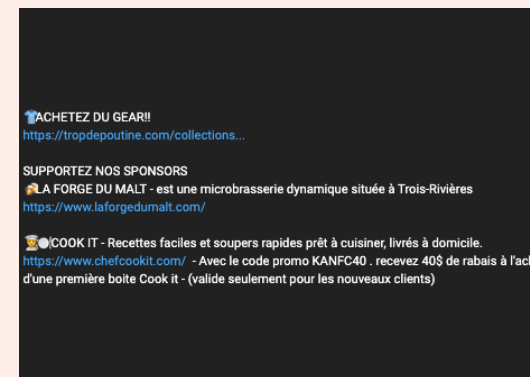 👕ACHETEZ DU GEAR!!
https://tropdepoutine.com/collections...
SUPPORTEZ NOS SPONSORS
🍻LA FORGE DU MALT - est une microbrasserie dynamique située à Trois-Rivières
https://www.laforgedumalt.com/
👨‍🍳🍽COOK IT - Recettes faciles et soupers rapides prêt à cuisiner, livrés à domicile.
https://www.chefcookit.com/ - Avec le code promo KANFC40 . recevez 40$ de rabais à
d'une première boite Cook it - (valide seulement pour les nouveaux clients)